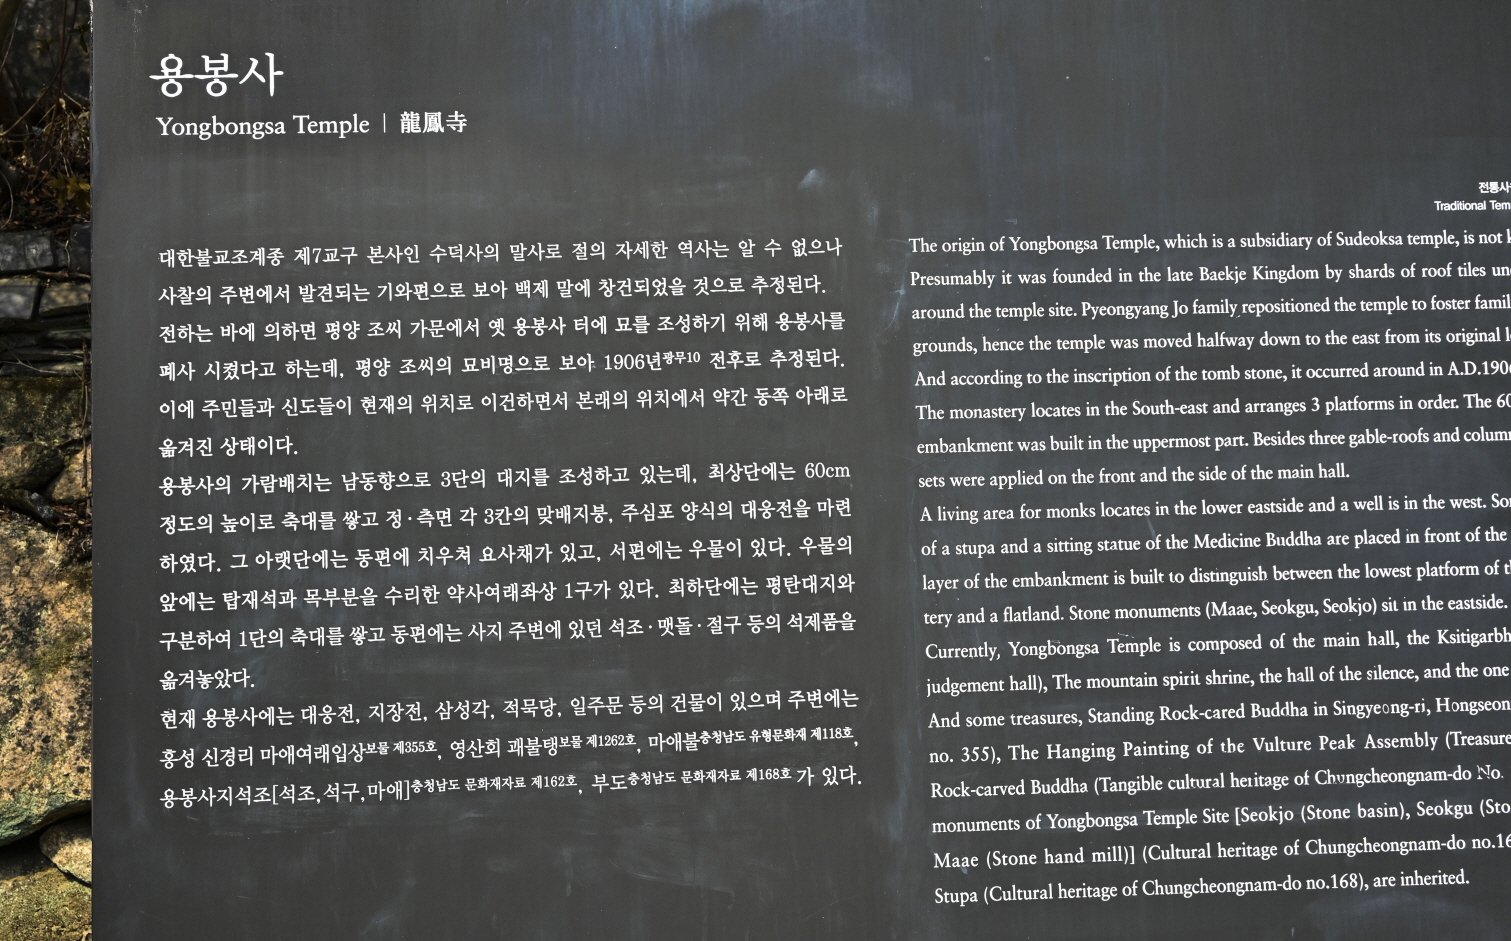 용봉사
Yongbongsa Temple | 龍鳳寺
대한불교조계종 제7교구 본사인 수덕사의 말사로 절의 자세한 역사는 알 수 없으나
사찰의 주변에서 발견되는 기와편으로 보아 백제 말에 창건되었을 것으로 추정된다.
전하는 바에 의하면 평양 조씨 가문에서 옛 용봉사 터에 묘를 조성하기 위해 용봉사를
폐사 시켰다고 하는데, 평양 조씨의 묘비명으로 보아 1906년광무10 전후로 추정된다.
이에 주민들과 신도들이 현재의 위치로 이건하면서 본래의 위치에서 약간 동쪽 아래로
옮겨진 상태이다.
용봉사의 가람배치는 남동향으로 3단의 대지를 조성하고 있는데, 최상단에는 60cm
정도의 높이로 축대를 쌓고 정·측면 각 3칸의 맞배지붕, 주심포 양식의 대웅전을 마련
하였다. 그 아랫단에는 동편에 치우쳐 요사채가 있고, 서편에는 우물이 있다. 우물의
앞에는 탑재석과 목부분을 수리한 약사여래좌상 1구가 있다. 최하단에는 평탄대지와
구분하여 1단의 축대를 쌓고 동편에는 사지 주변에 있던 석조·맷돌·절구 등의 석제품을
옮겨놓았다.
현재 용봉사에는 대웅전, 지장전, 삼성각, 적묵당, 일주문 등의 건물이 있으며 주변에는
홍성 신경리 마애여래입상보물 제355호, 영산회 괘불탱보물 제1262호, 마애불충청남도 유형문화재 제118호,
용봉사지석조[석조,석구,마애]충청남도 문화재자료 제162호, 부도충청남도 문화재자료 제168호 가 있다.
전통사
Traditional Tem
The origin of Yongbongsa Temple, which is a subsidiary of Sudeoksa temple, is not
Presumably it was founded in the late Baekje Kingdom by shards of roof tiles
around the temple site. Pyeongyang Jo family repositioned the temple to foster
grounds, hence the temple was moved halfway down to the east from its original
And according to the inscription of the tomb stone, it occurred around in A.D.190
The monastery locates in the South-east and arranges 3 platforms in order. The 60
embankment was built in the uppermost part. Besides three gable-roofs and
sets were applied on the front and the side of the main hall.
A living area for monks locates in the lower eastside and a well is in the west.
of a stupa and a sitting statue of the Medicine Buddha are placed in front of the
layer of the embankment is built to distinguish between the lowest platform of
tery and a flatland. Stone monuments (Maae, Seokgu, Seokjo) sit in the eastside.
Currently, Yongbongsa Temple is composed of the main hall, the Ksitigarbh
judgement hall), The mountain spirit shrine, the hall of the silence, and the one
And some treasures, Standing Rock-cared Buddha in Singyeong-ri, Hongseon
no. 355), The Hanging Painting of the Vulture Peak Assembly (Treasure
Rock-carved Buddha (Tangible cultural heritage of Chungcheongnam-do No.
monuments of Yongbongsa Temple Site [Seokjo (Stone basin), Seokgu (Sto
Maae (Stone hand mill)] (Cultural heritage of Chungcheongnam-do no.16
Stupa (Cultural heritage of Chungcheongnam-do no.168), are inherited.